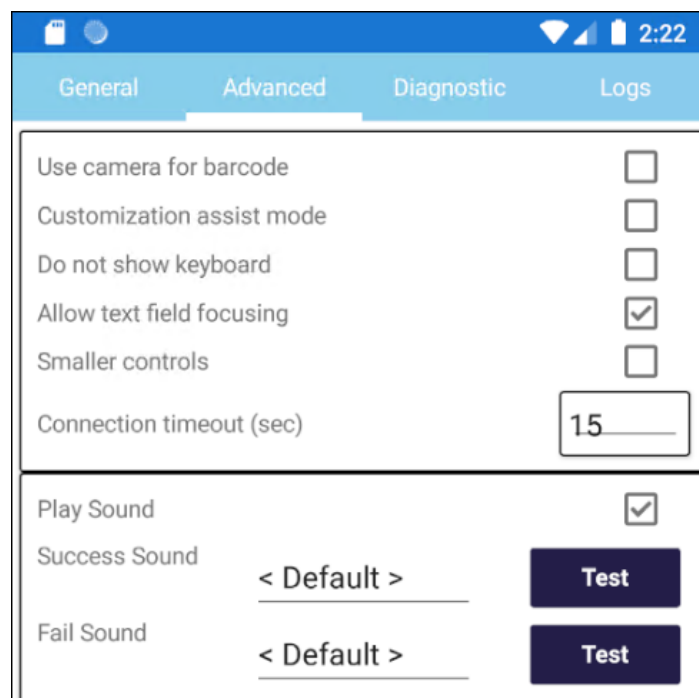 2:22
General Advanced Diagnostic Logs
Use camera for barcode
Customization assist mode
Do not show keyboard
Allow text field focusing
Smaller controls
Connection timeout (sec) 15
Play Sound
Success Sound < Default > Test
Fail Sound < Default > Test